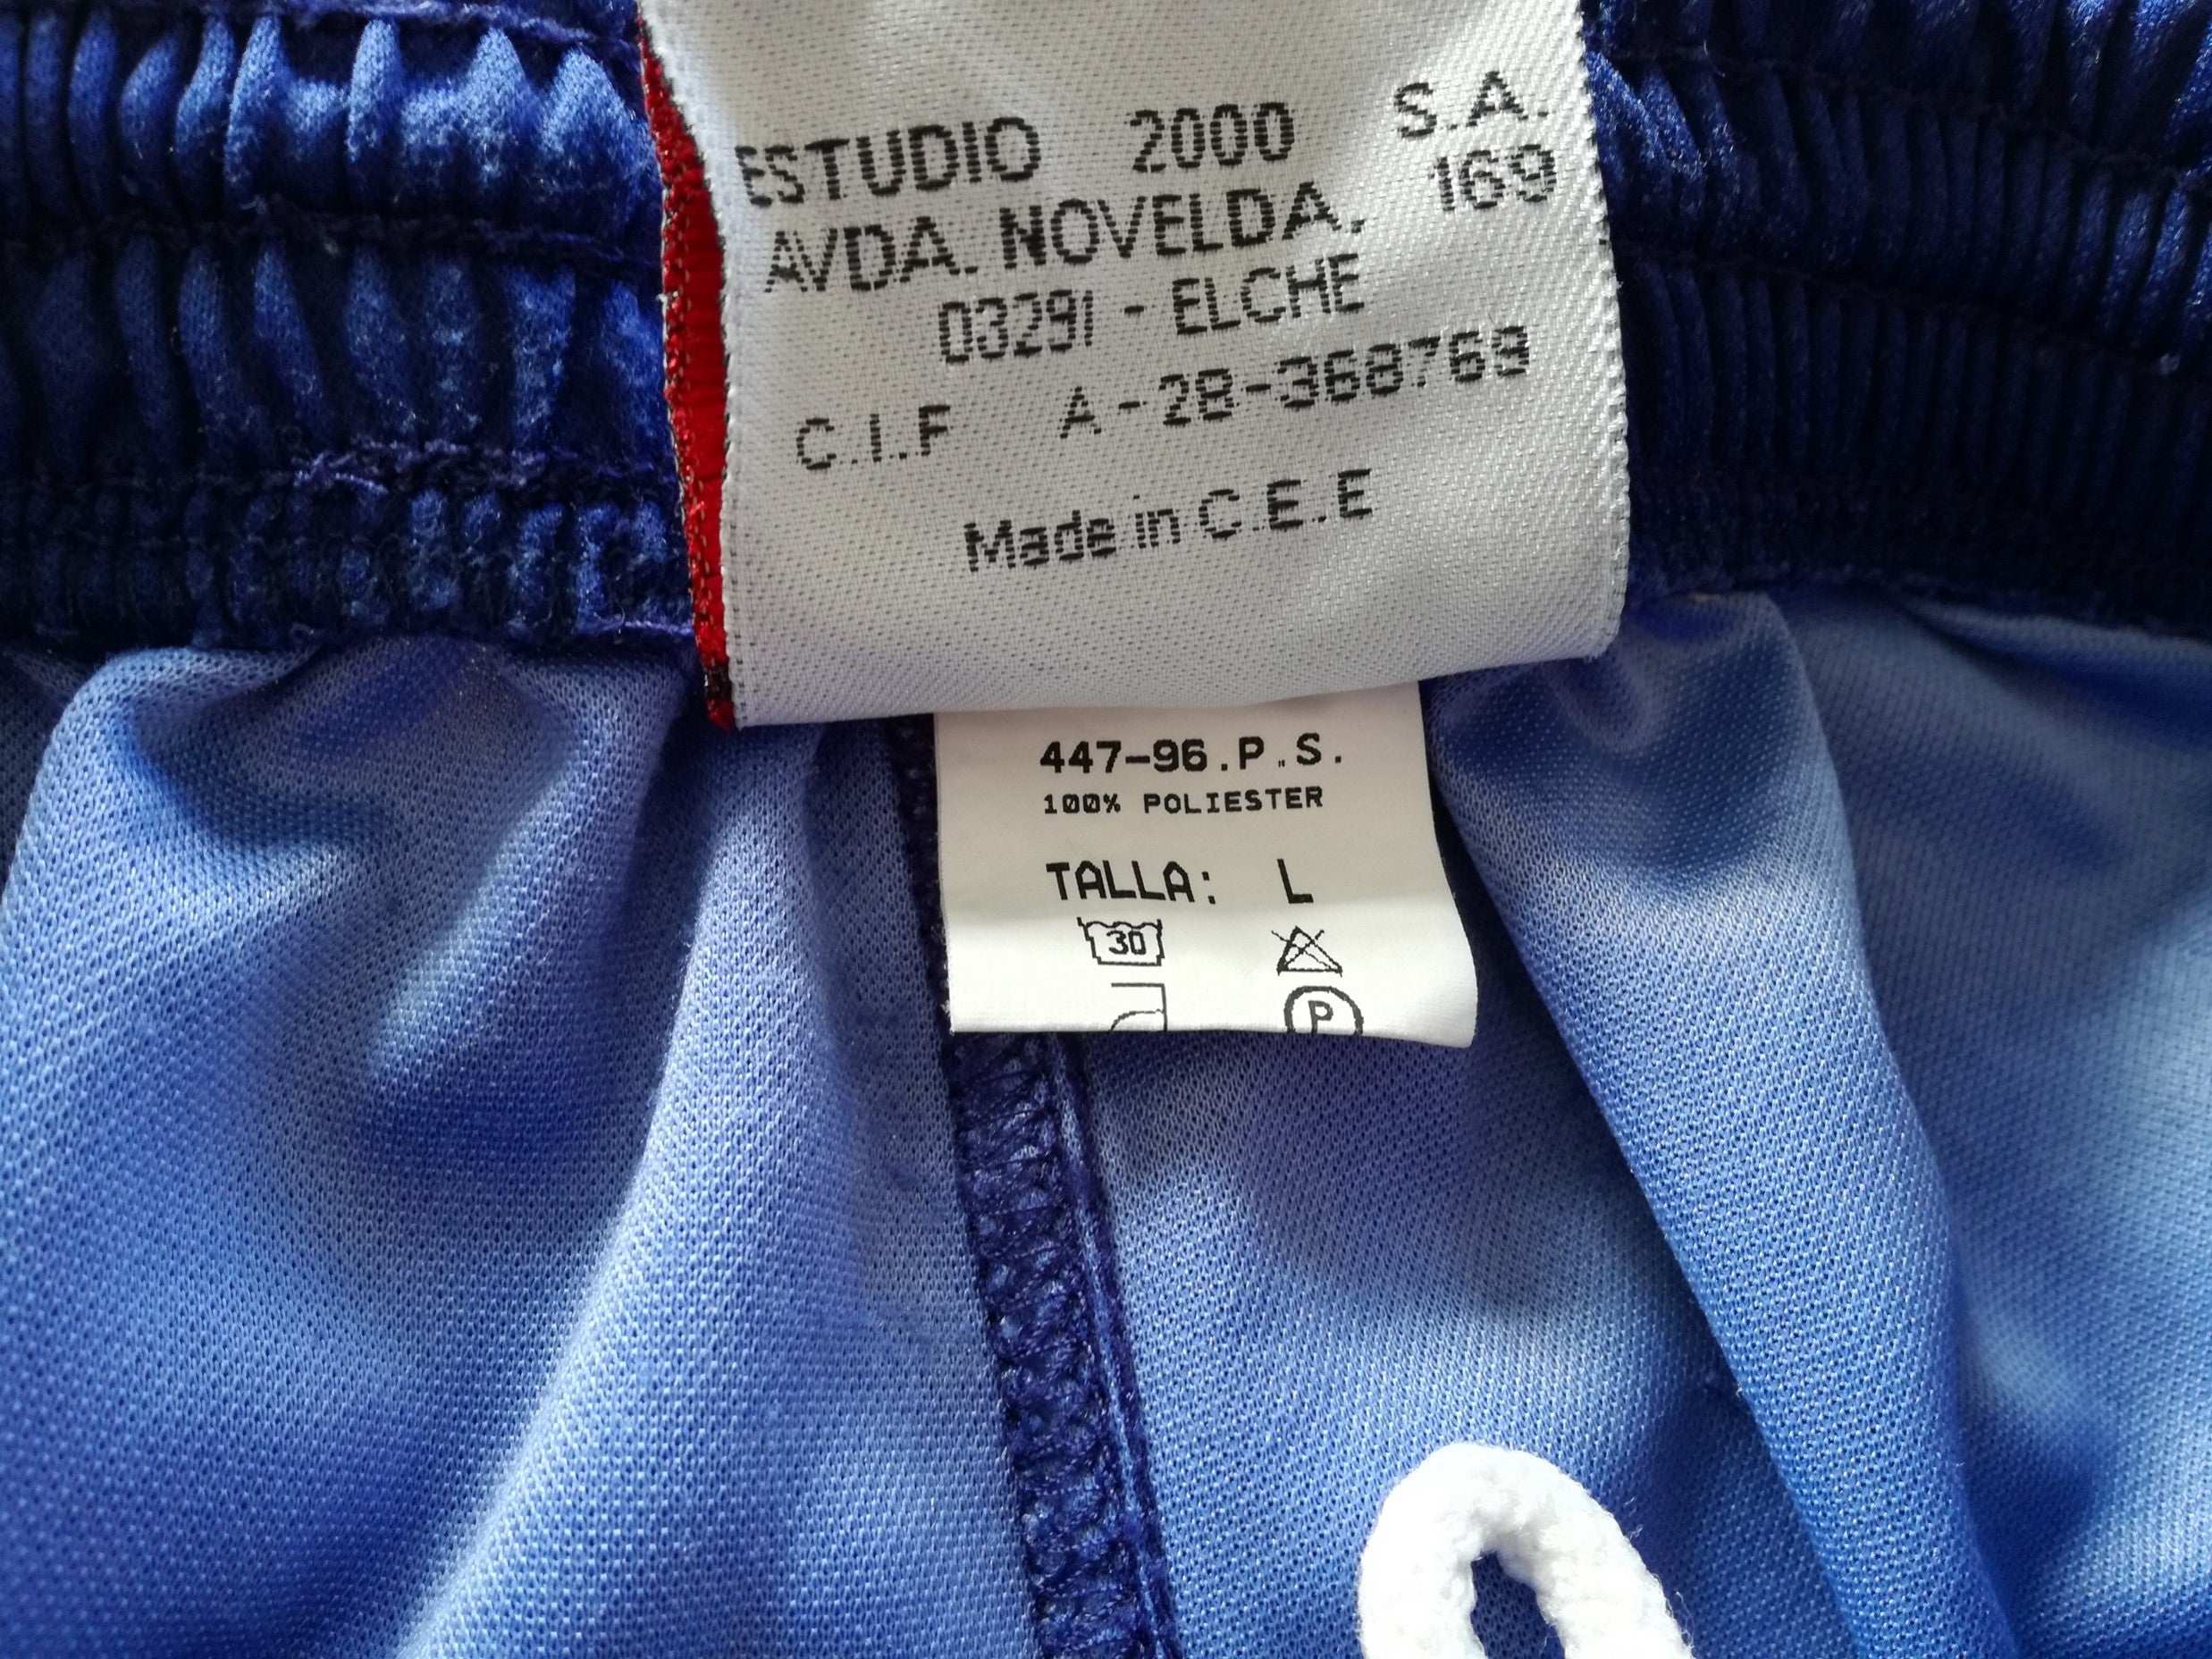 ESTUDIO 2000 S.A.
AVDA. NOVELDA, 169
03291 - ELCHE
C.I.F A-28-368769
Made in C.E.E
447-96.P.S.
100% POLIESTER
TALLA: L
30
P